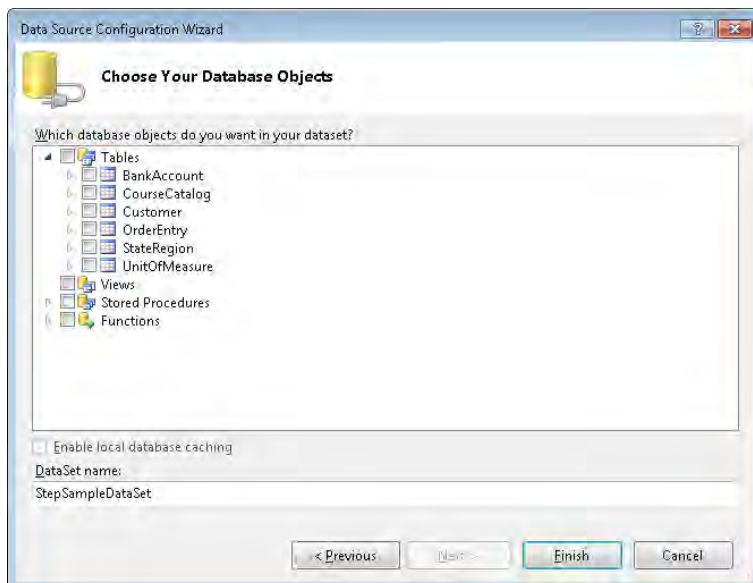 Data Source Configuration Wizard
Choose Your Database Objects
Which database objects do you want in your dataset?
Tables
BankAccount
CourseCatalog
Customer
OrderEntry
StateRegion
UnitOfMeasure
Views
Stored Procedures
Functions
Enable local database caching
DataSet name:
StepSampleDataSet
< Previous
Next >
Finish
Cancel